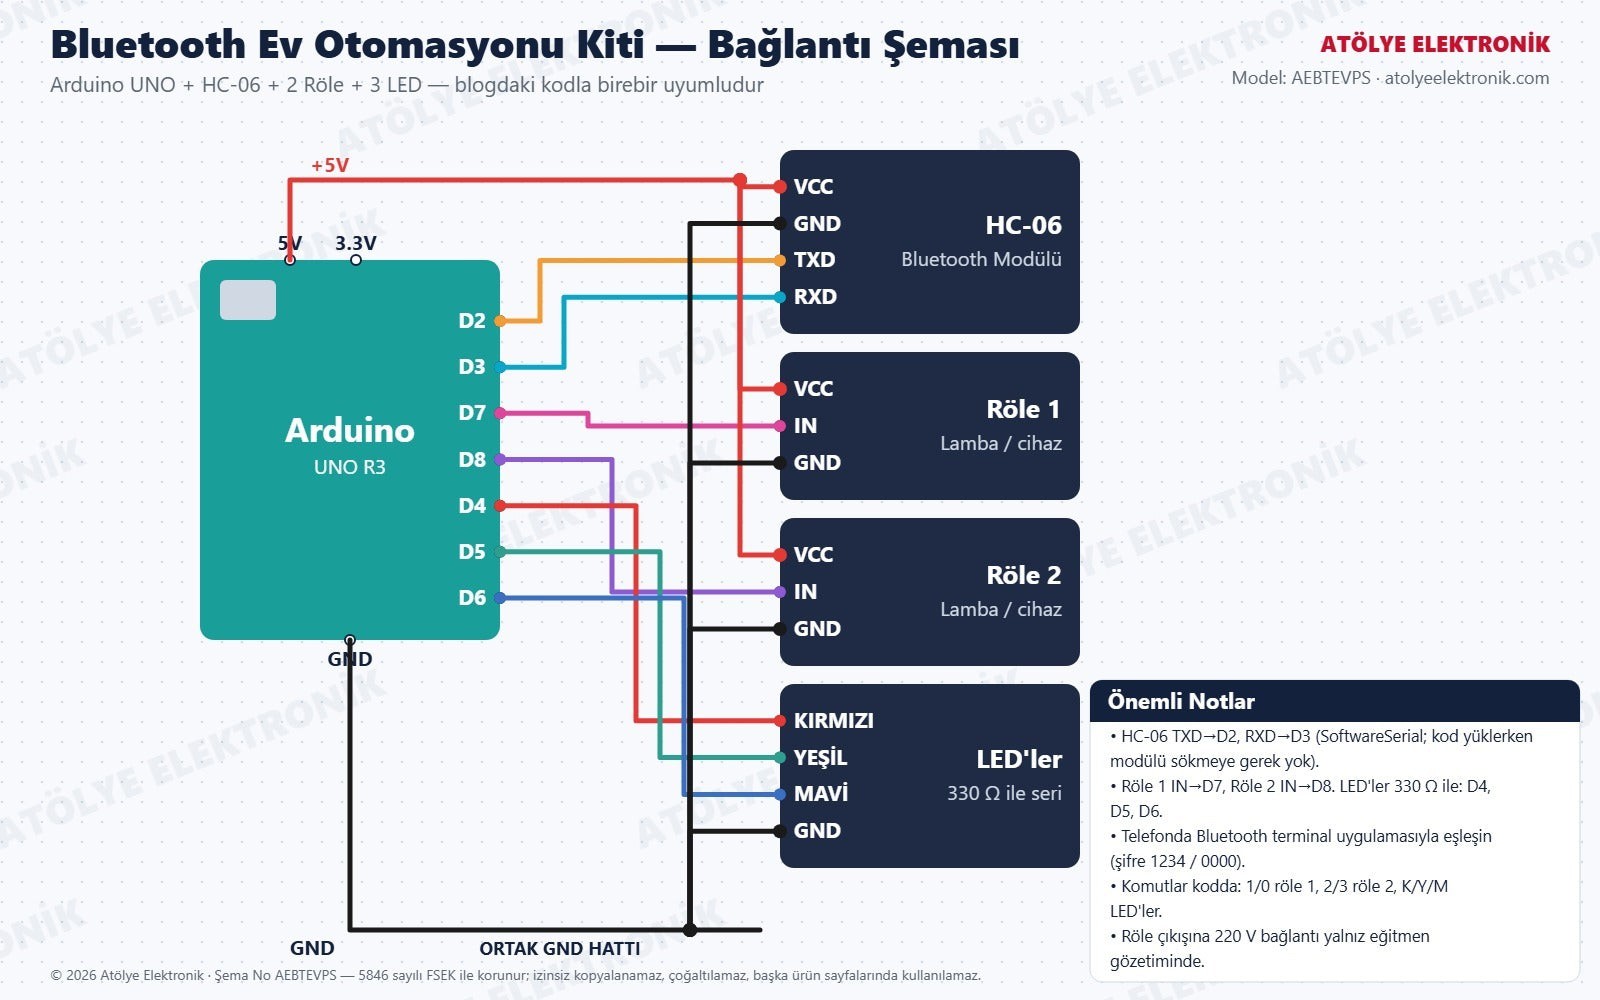 Bluetooth Ev Otomasyonu Kiti — Bağlantı Şeması
ATÖLYE ELEKTRONİK
Arduino UNO + HC-06 + 2 Röle + 3 LED — blogdaki kodla birebir uyumludur
Model: AEBTEVPS · atolyeelektronik.com
+5V
5V
3.3V
Arduino
UNO R3
D2
D3
D7
D8
D4
D5
D6
GND
VCC
GND
TXD
RXD
HC-06
Bluetooth Modülü
VCC
IN
GND
Röle 1
Lamba / cihaz
VCC
IN
GND
Röle 2
Lamba / cihaz
KIRMIZI
YEŞİL
MAVİ
GND
LED'ler
330 Ω ile seri
Önemli Notlar
• HC-06 TXD→D2, RXD→D3 (SoftwareSerial; kod yüklerken
modülü sökmeye gerek yok).
• Röle 1 IN→D7, Röle 2 IN→D8. LED'ler 330 Ω ile: D4,
D5, D6.
• Telefonda Bluetooth terminal uygulamasıyla eşleşin
(şifre 1234 / 0000).
• Komutlar kodda: 1/0 röle 1, 2/3 röle 2, K/Y/M
LED'ler.
• Röle çıkışına 220 V bağlantı yalnız eğitmen
gözetiminde.
GND
ORTAK GND HATTI
© 2026 Atölye Elektronik · Şema No AEBTEVPS — 5846 sayılı FSEK ile korunur; izinsiz kopyalanamaz, çoğaltılamaz, başka ürün sayfalarında kullanılamaz.